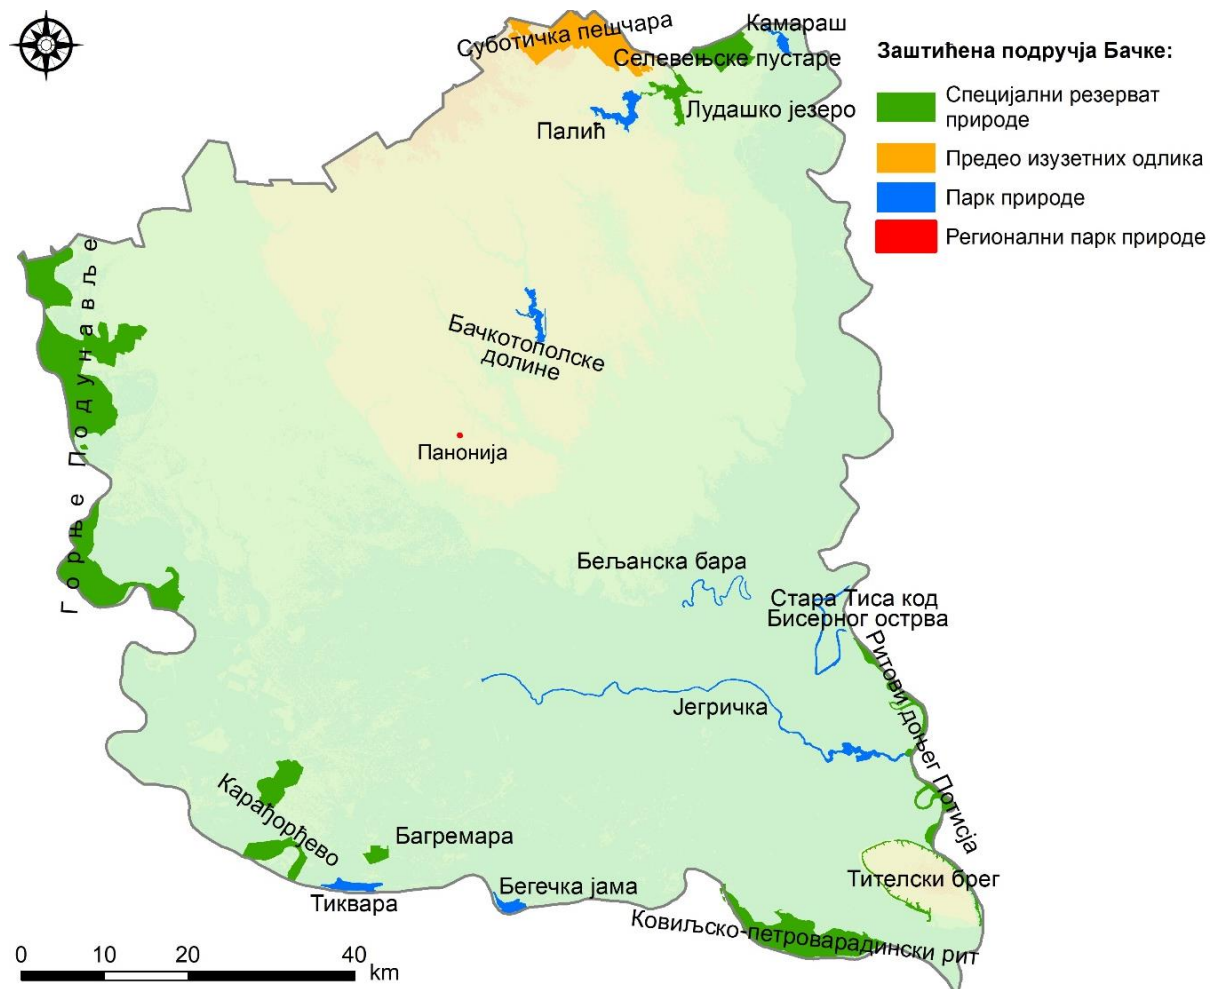 Суботичка пешчара
Камараш
Селевењске пустаре
Лудашко језеро
Палић
Заштићена подручја Бачке:
Специјални резерват
природе
Предео изузетних одлика
Парк природе
Регионални парк природе
Горње Подунавље
Бачкотополске
долине
Панонија
Бељанска бара
Стара Тиса код
Бисерног острва
Ритови доњег Потисја
Јегричка
Карађорђево
Багремара
Тиквара
Бегечка јама
Тителски брег
Ковиљско-петроварадински рит
0 10 20 40
km